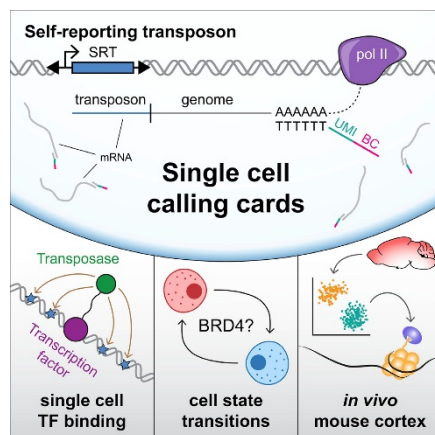 Self-reporting transposon
SRT
pol II
transposon
genome
AAAAAA
TTTTTT
UMI
BC
mRNA
Single cell
calling cards
Transposase
Transcription
factor
BRD4?
single cell
TF binding
cell state
transitions
in vivo
mouse cortex